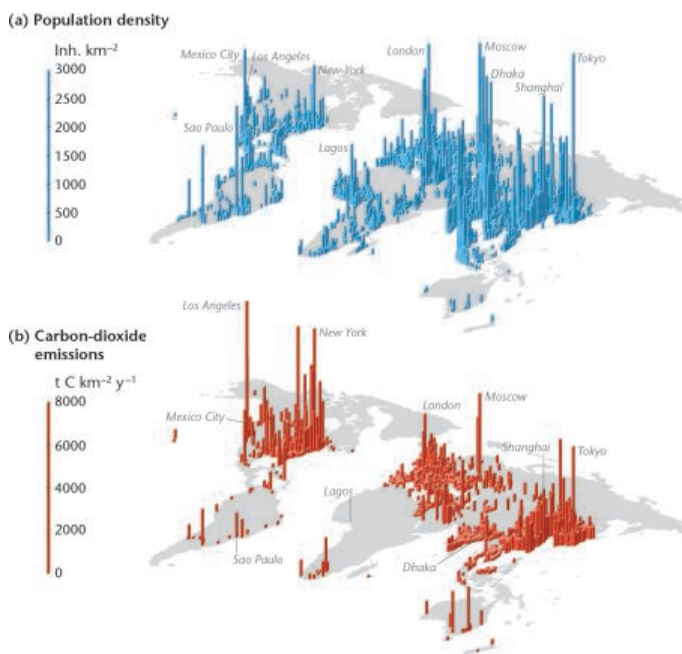 (a) Population density
Inh. km⁻²
3000
2500
2000
1500
1000
500
0
Mexico City
Los Angeles
New York
London
Moscow
Dhaka
Shanghai
Tokyo
Sao Paulo
Lagos
(b) Carbon-dioxide
emissions
t C km⁻² y⁻¹
8000
6000
4000
2000
0
Los Angeles
New York
Mexico City
London
Moscow
Shanghai
Tokyo
Lagos
Sao Paulo
Dhaka